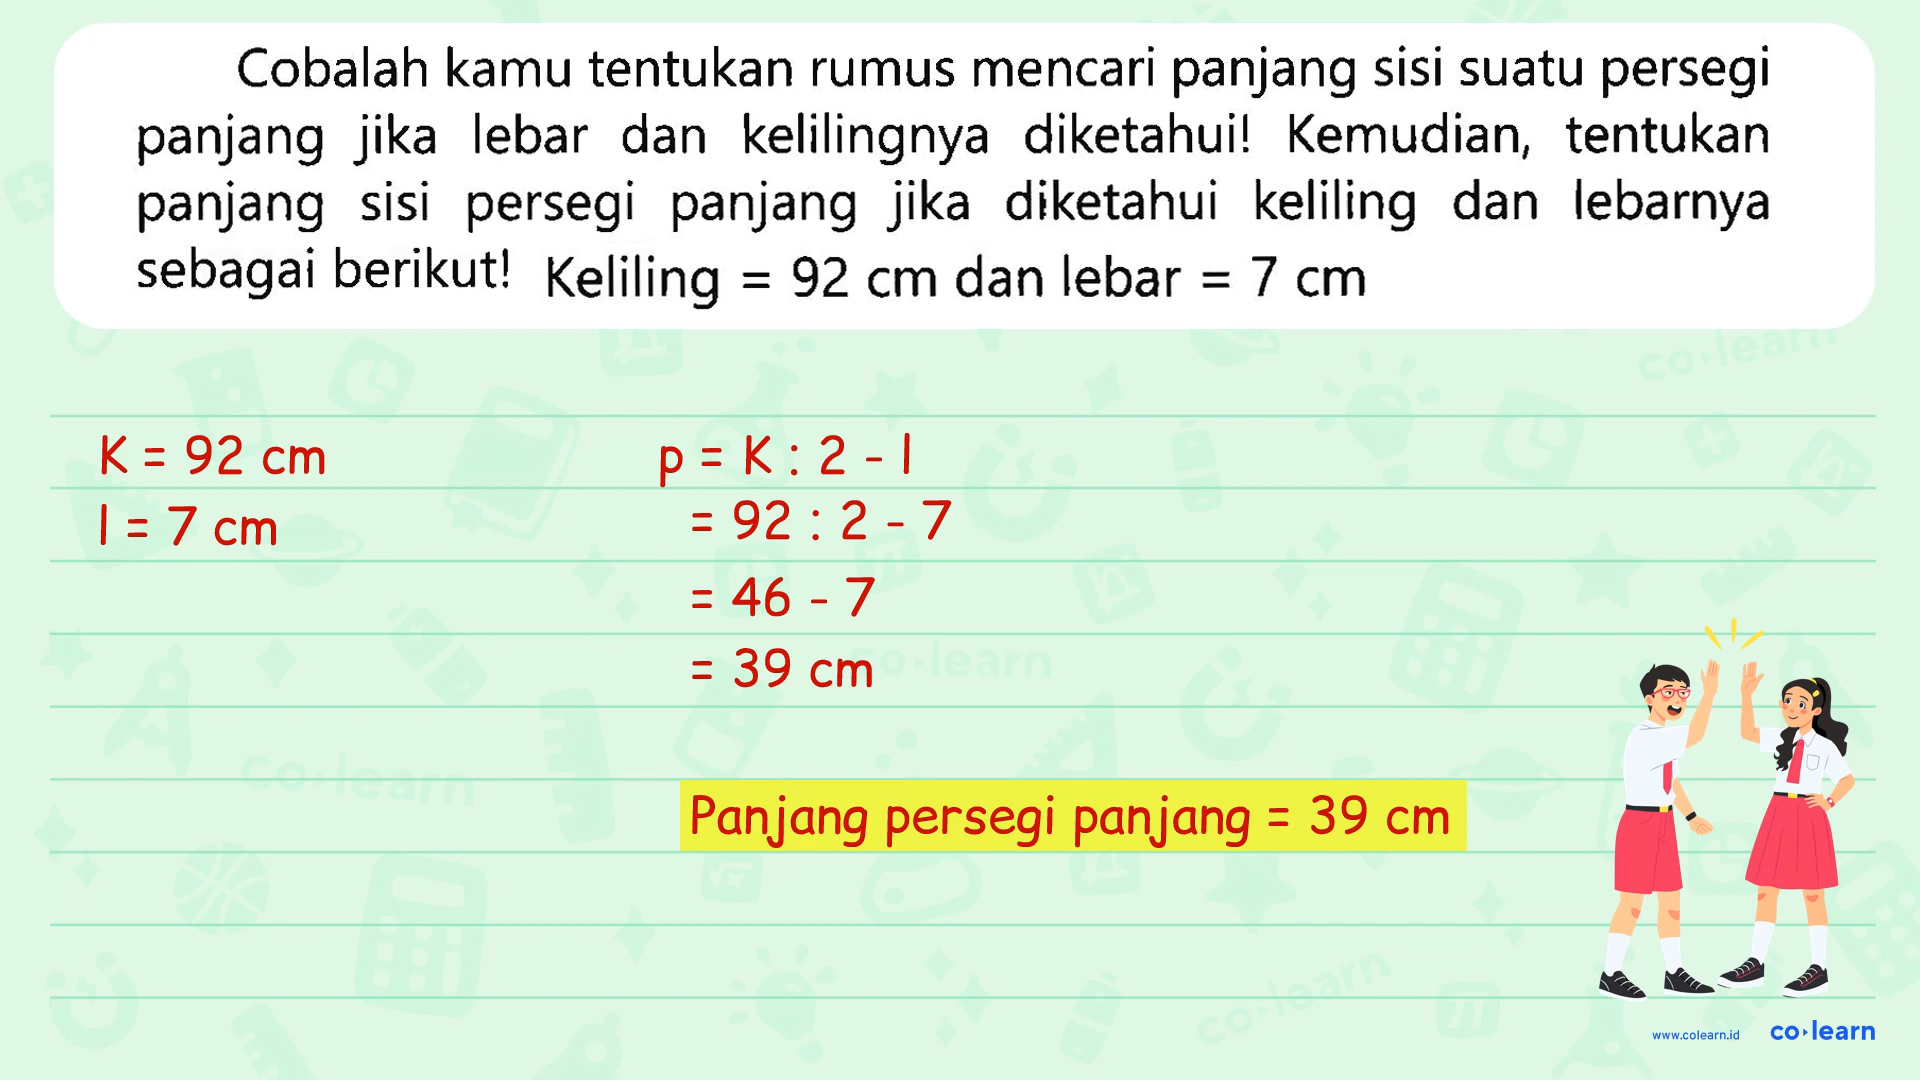 Cobalah kamu tentukan rumus mencari panjang sisi suatu persegi
panjang jika lebar dan kelilingnya diketahui! Kemudian, tentukan
panjang sisi persegi panjang jika diketahui keliling dan lebarnya
sebagai berikut! Keliling = 92 cm dan lebar = 7 cm
K = 92 cm
l = 7 cm
p = K : 2 - l
= 92 : 2 - 7
= 46 - 7
= 39 cm
Panjang persegi panjang = 39 cm
www.colearn.id co·learn